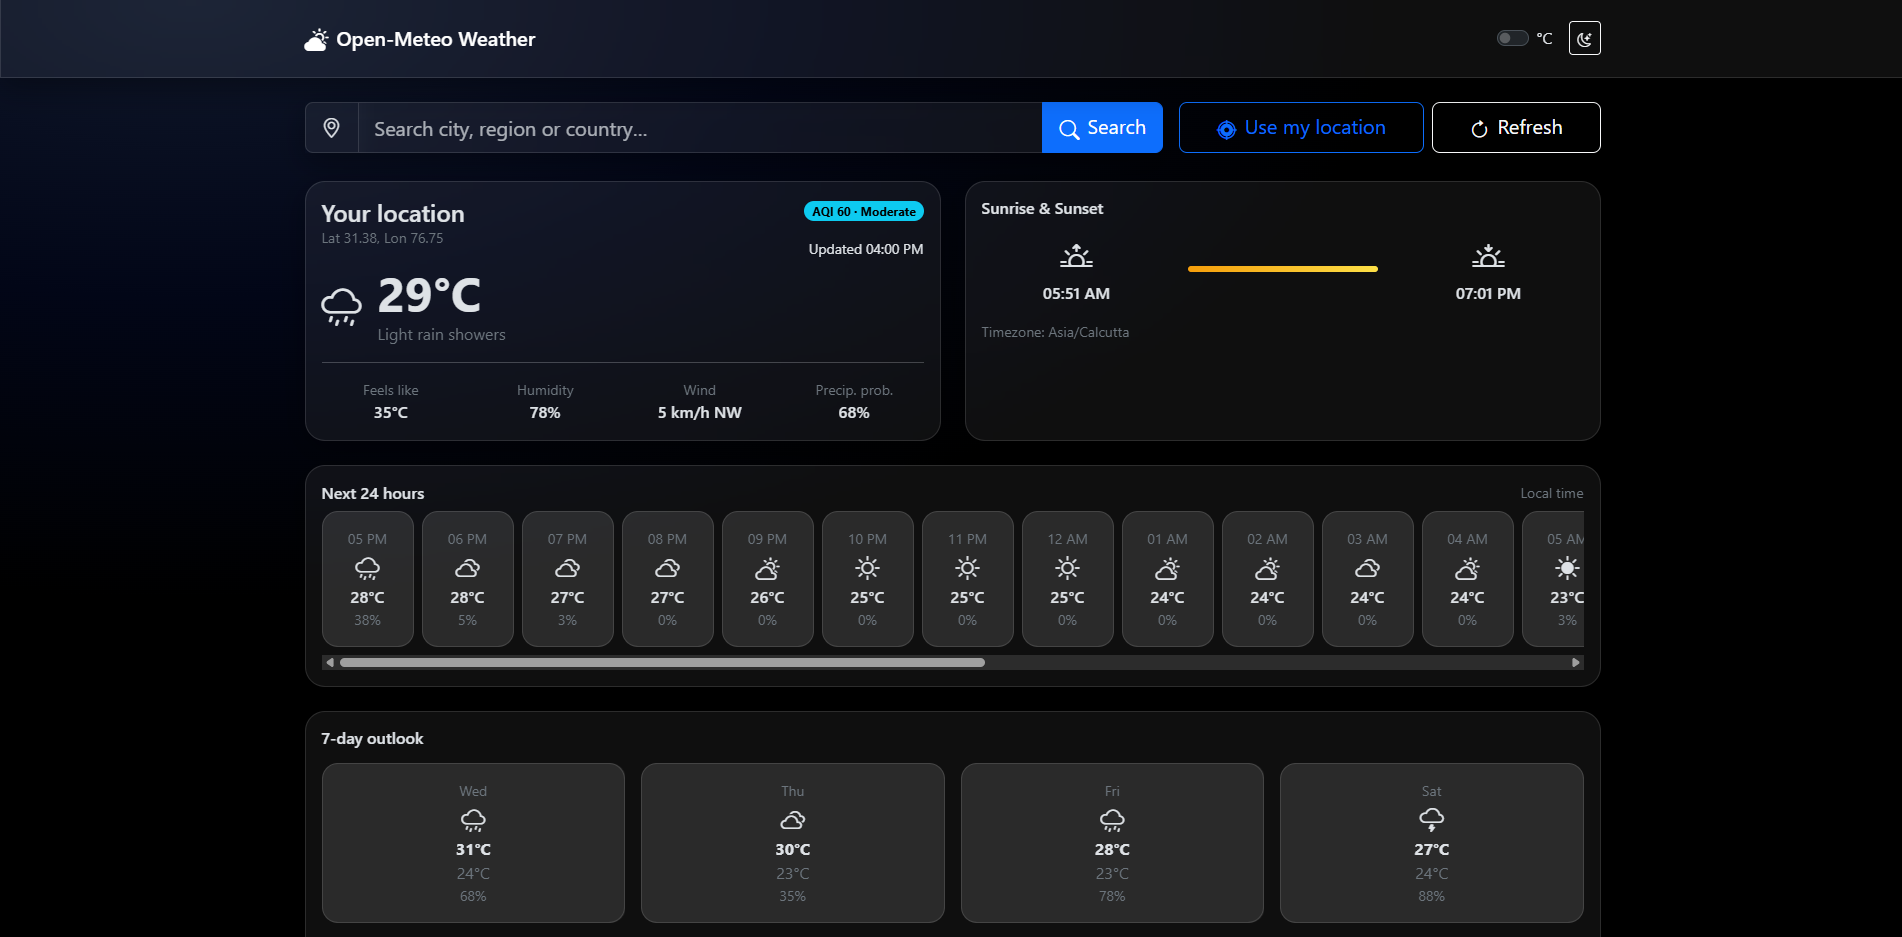 Open-Meteo Weather
°C
Search city, region or country...
Search
Use my location
Refresh
Your location
AQI 60 · Moderate
Lat 31.38, Lon 76.75
Updated 04:00 PM
29°C
Light rain showers
Feels like
35°C
Humidity
78%
Wind
5 km/h NW
Precip. prob.
68%
Sunrise & Sunset
05:51 AM
07:01 PM
Timezone: Asia/Calcutta
Next 24 hours
Local time
05 PM
28°C
38%
06 PM
28°C
5%
07 PM
27°C
3%
08 PM
27°C
0%
09 PM
26°C
0%
10 PM
25°C
0%
11 PM
25°C
0%
12 AM
25°C
0%
01 AM
24°C
0%
02 AM
24°C
0%
03 AM
24°C
0%
04 AM
24°C
0%
05 AM
23°C
3%
7-day outlook
Wed
31°C
24°C
68%
Thu
30°C
23°C
35%
Fri
28°C
23°C
78%
Sat
27°C
24°C
88%